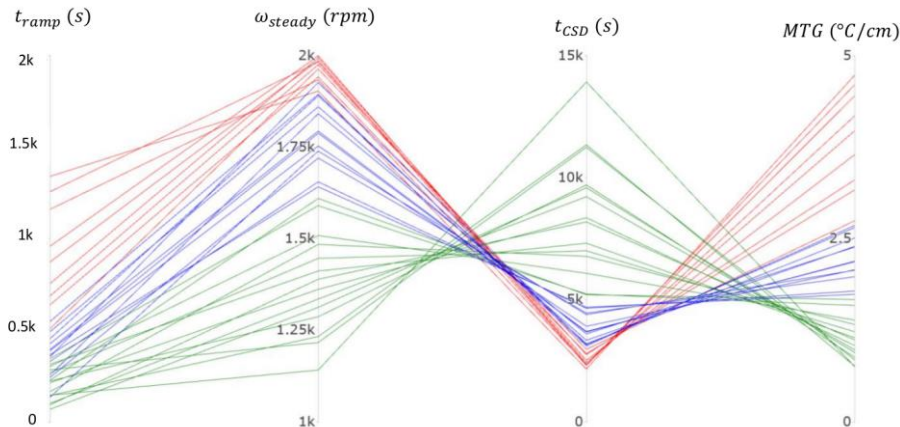 t_ramp (s) ω_steady (rpm) t_CSD (s) MTG (°C/cm)
2k 2k 15k 5
1.5k 1.75k 10k
1k 1.5k 2.5
0.5k 1.25k 5k
0 1k 0 0